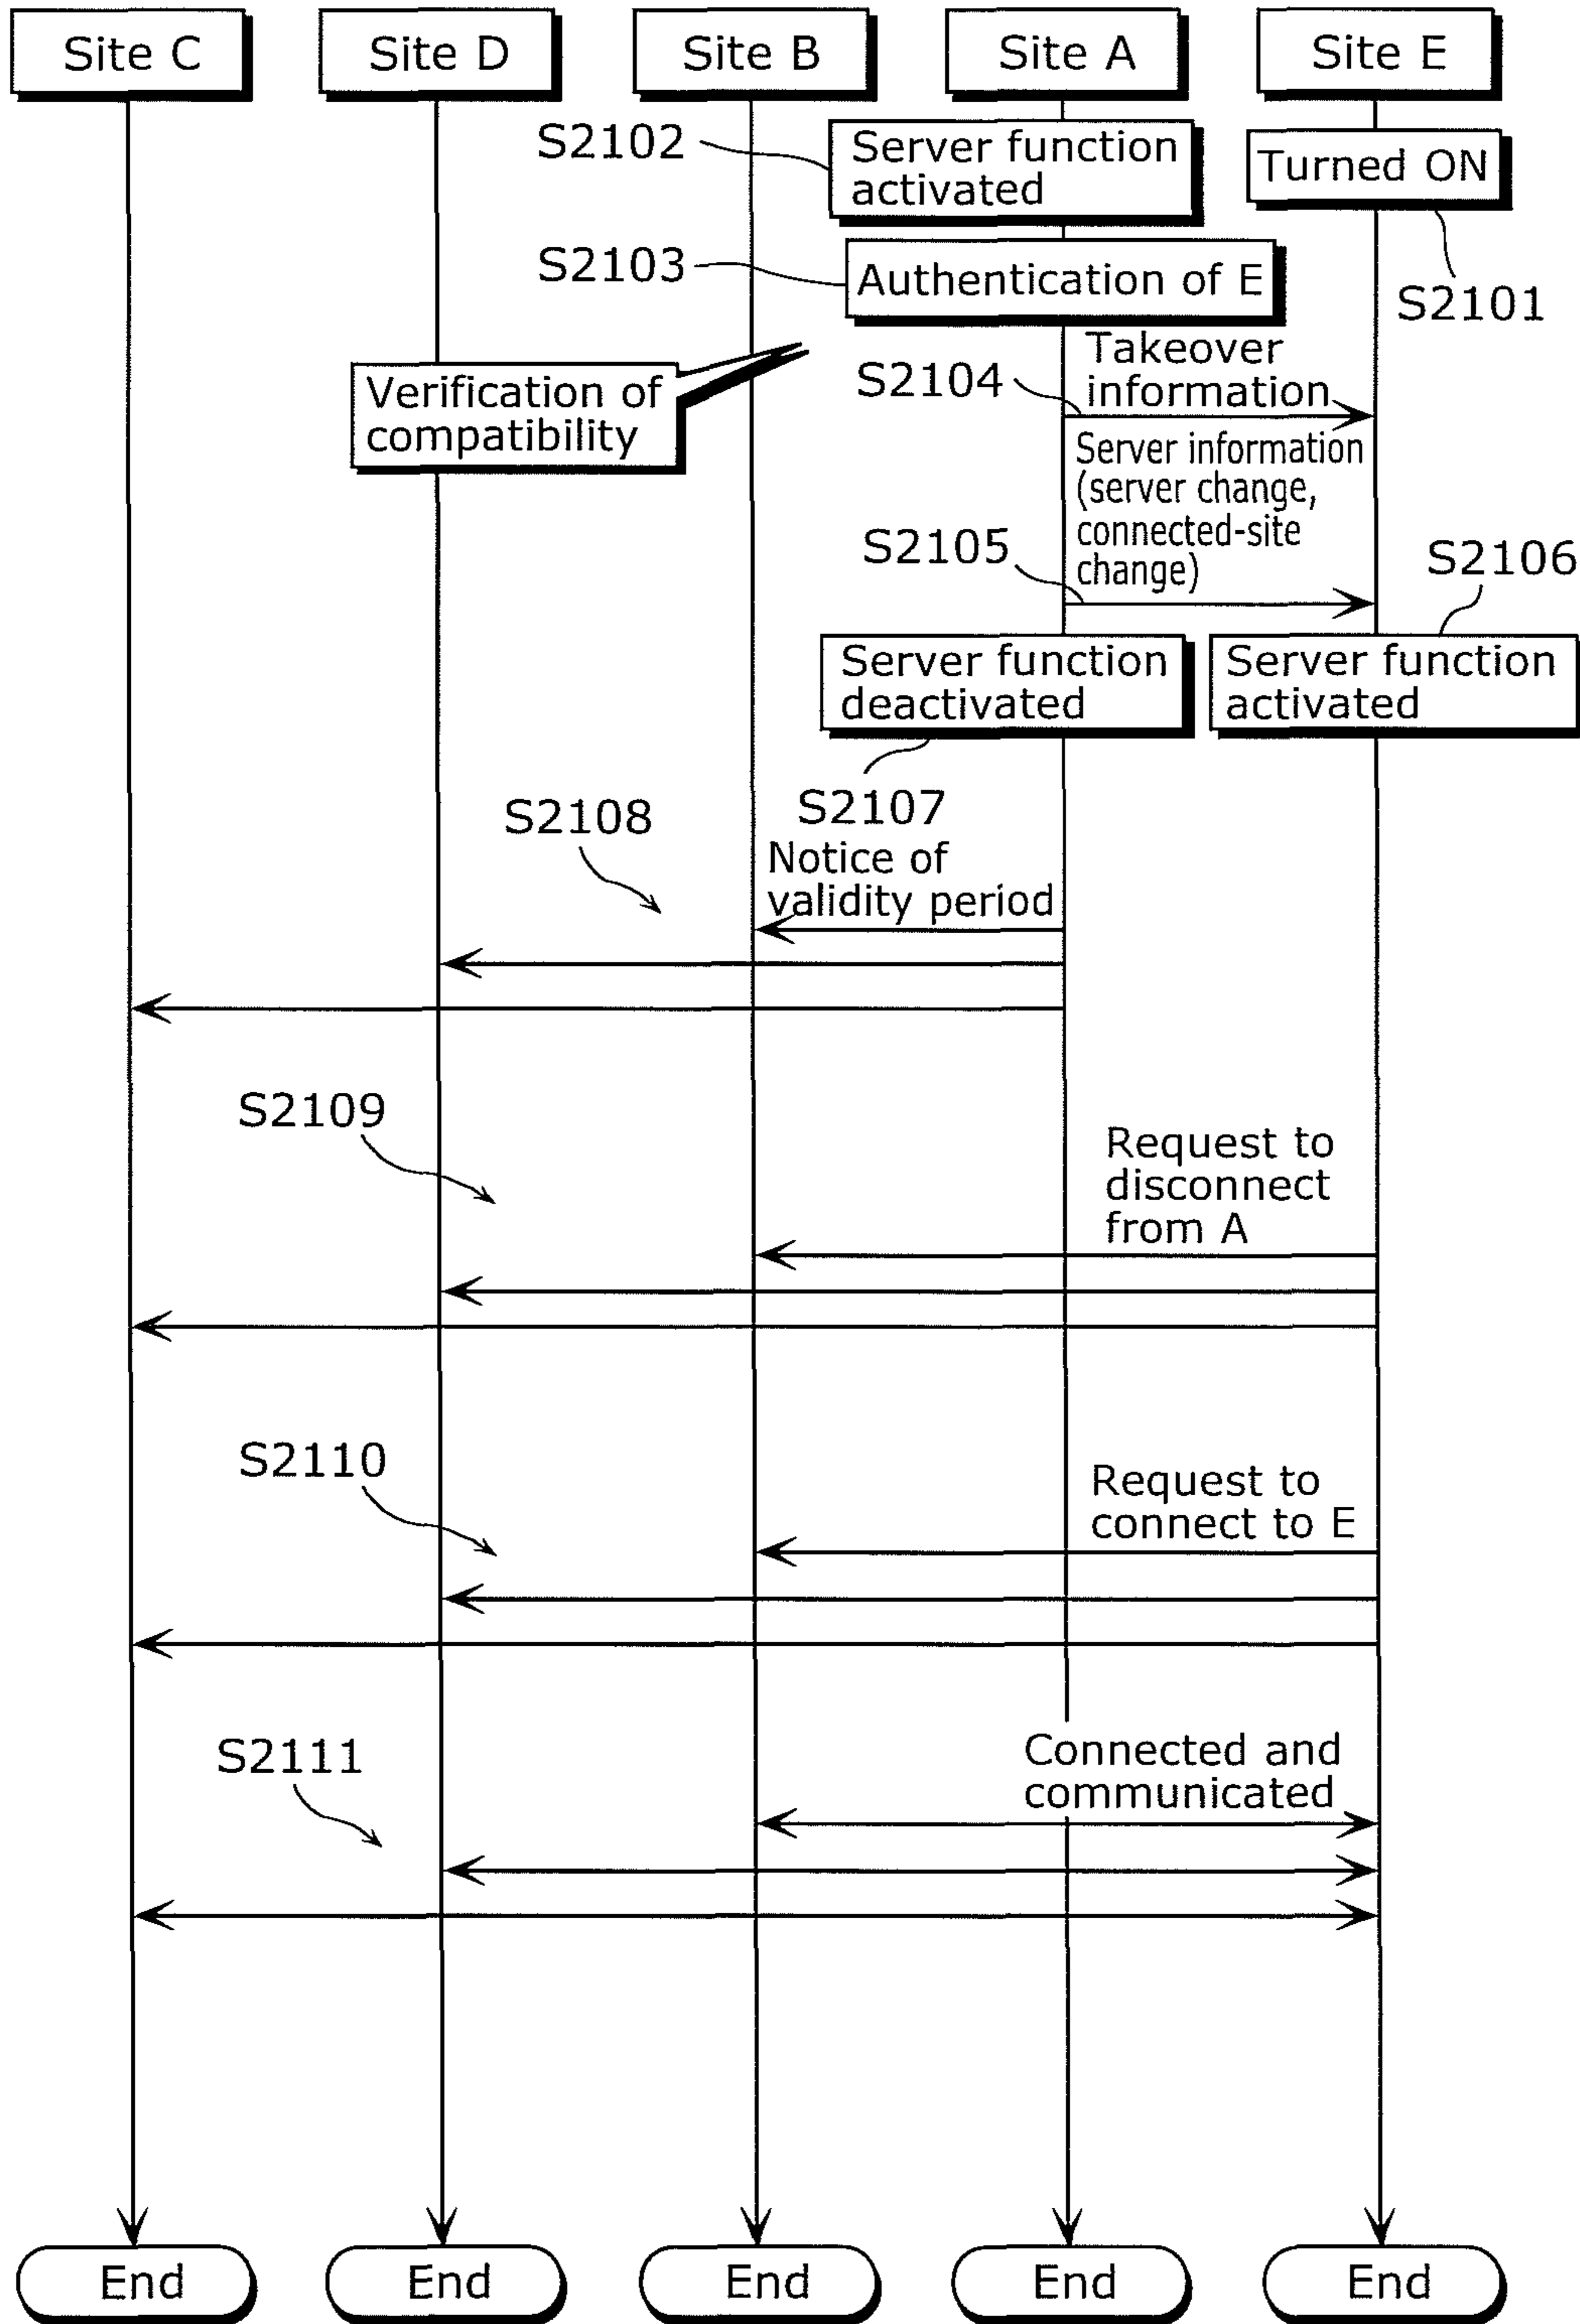 Site C
Site D
Site B
Site A
Site E
S2102
Server function
activated
Turned ON
S2103
Authentication of E
S2101
Verification of
compatibility
S2104
Takeover
information
Server information
(server change,
connected-site
change)
S2105
S2106
Server function
deactivated
Server function
activated
S2107
S2108
Notice of
validity period
S2109
Request to
disconnect
from A
S2110
Request to
connect to E
S2111
Connected and
communicated
End
End
End
End
End